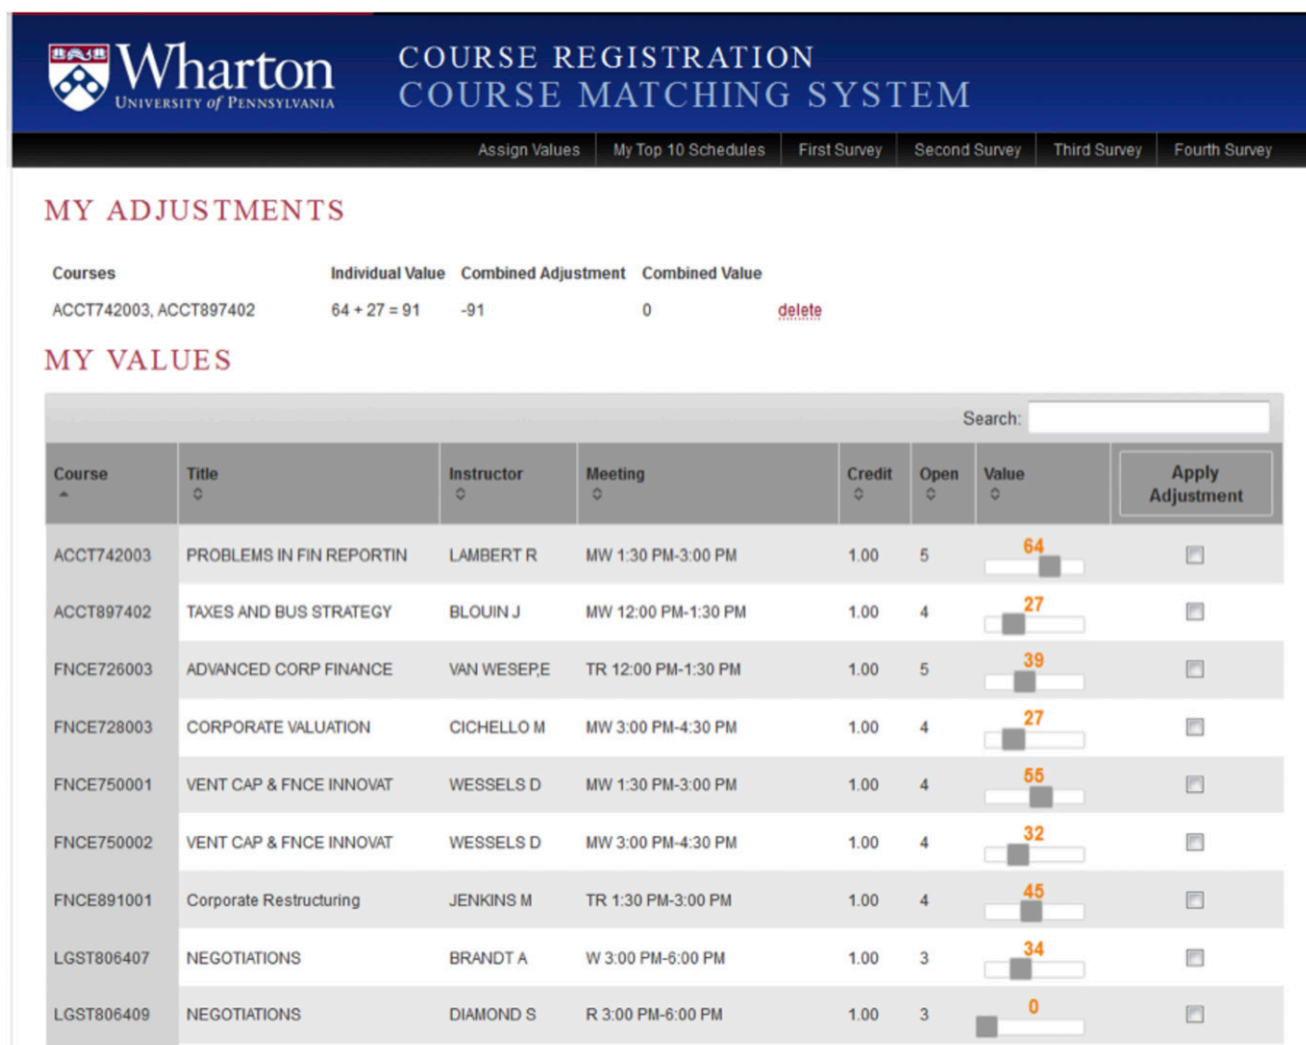 Wharton
UNIVERSITY of PENNSYLVANIA
COURSE REGISTRATION
COURSE MATCHING SYSTEM
Assign Values My Top 10 Schedules First Survey Second Survey Third Survey Fourth Survey
MY ADJUSTMENTS
Courses Individual Value Combined Adjustment Combined Value
ACCT742003, ACCT897402 64 + 27 = 91 -91 0 delete
MY VALUES
Search:
Course Title Instructor Meeting Credit Open Value Apply Adjustment
ACCT742003 PROBLEMS IN FIN REPORTIN LAMBERT R MW 1:30 PM-3:00 PM 1.00 5 64
ACCT897402 TAXES AND BUS STRATEGY BLOUIN J MW 12:00 PM-1:30 PM 1.00 4 27
FNCE726003 ADVANCED CORP FINANCE VAN WESEP,E TR 12:00 PM-1:30 PM 1.00 5 39
FNCE728003 CORPORATE VALUATION CICHELLO M MW 3:00 PM-4:30 PM 1.00 4 27
FNCE750001 VENT CAP & FNCE INNOVAT WESSELS D MW 1:30 PM-3:00 PM 1.00 4 55
FNCE750002 VENT CAP & FNCE INNOVAT WESSELS D MW 3:00 PM-4:30 PM 1.00 4 32
FNCE891001 Corporate Restructuring JENKINS M TR 1:30 PM-3:00 PM 1.00 4 45
LGST806407 NEGOTIATIONS BRANDT A W 3:00 PM-6:00 PM 1.00 3 34
LGST806409 NEGOTIATIONS DIAMOND S R 3:00 PM-6:00 PM 1.00 3 0